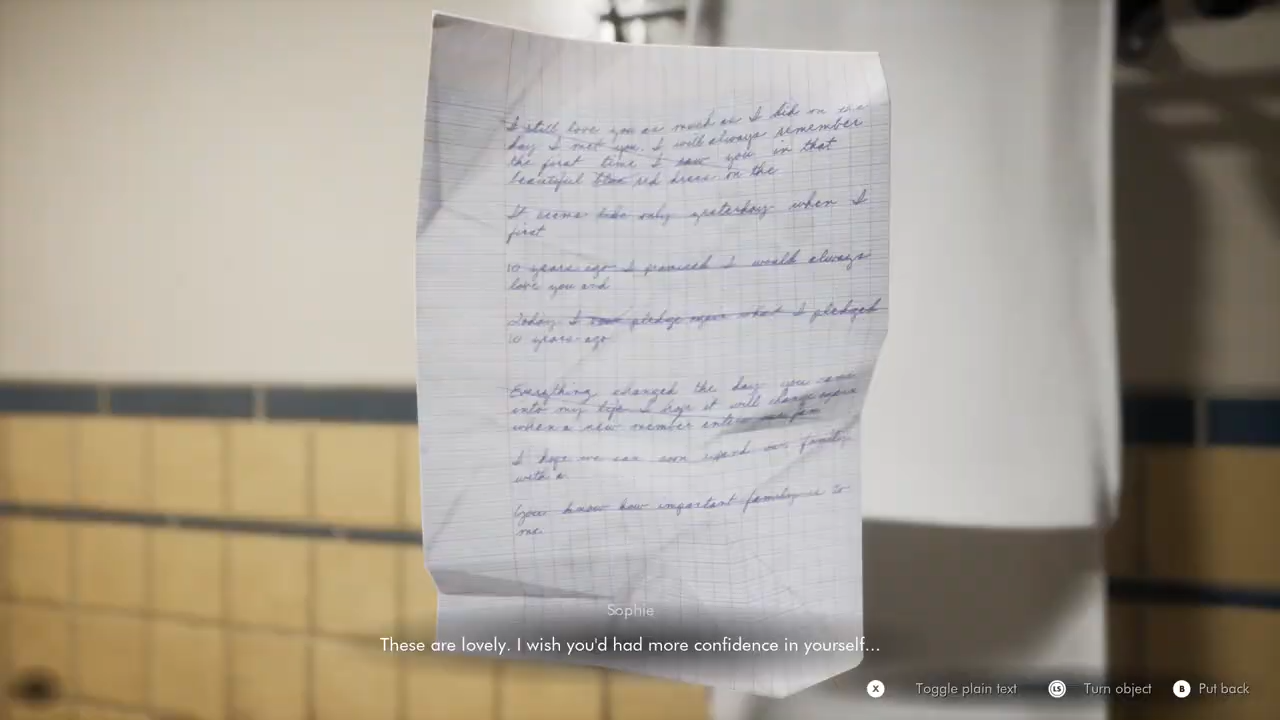 I still love you as much as I did on the
day I met you. I will always remember
the first time I saw you in that
beautiful blue red dress on the
It seems like only yesterday when I
first
10 years ago I promised I would always
love you and
Today I pledge again what I pledged
10 years ago
Everything changed the day you came
into my life. I hope it will change again
when a new member enters our fam
I hope we can soon expand our family
with a
You know how important family is to
me.
Sophie
These are lovely. I wish you'd had more confidence in yourself...
X Toggle plain text LS Turn object B Put back